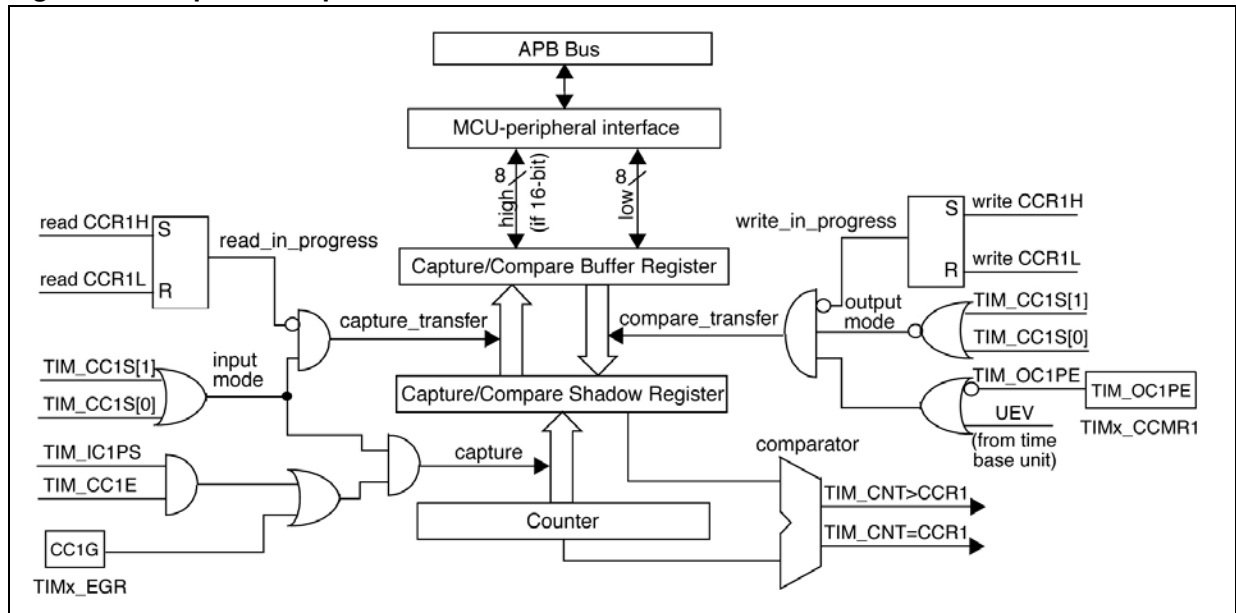 APB Bus
MCU-peripheral interface
8
high
(if 16-bit)
8
low
read CCR1H
S
read_in_progress
read CCR1L
R
write_in_progress
S
write CCR1H
R
write CCR1L
Capture/Compare Buffer Register
capture_transfer
compare_transfer
output
mode
TIM_CC1S[1]
TIM_CC1S[0]
input
mode
TIM_CC1S[1]
TIM_CC1S[0]
Capture/Compare Shadow Register
TIM_OC1PE
TIM_OC1PE
UEV
TIMx_CCMR1
(from time
base unit)
TIM_IC1PS
TIM_CC1E
capture
comparator
Counter
TIM_CNT>CCR1
TIM_CNT=CCR1
CC1G
TIMx_EGR